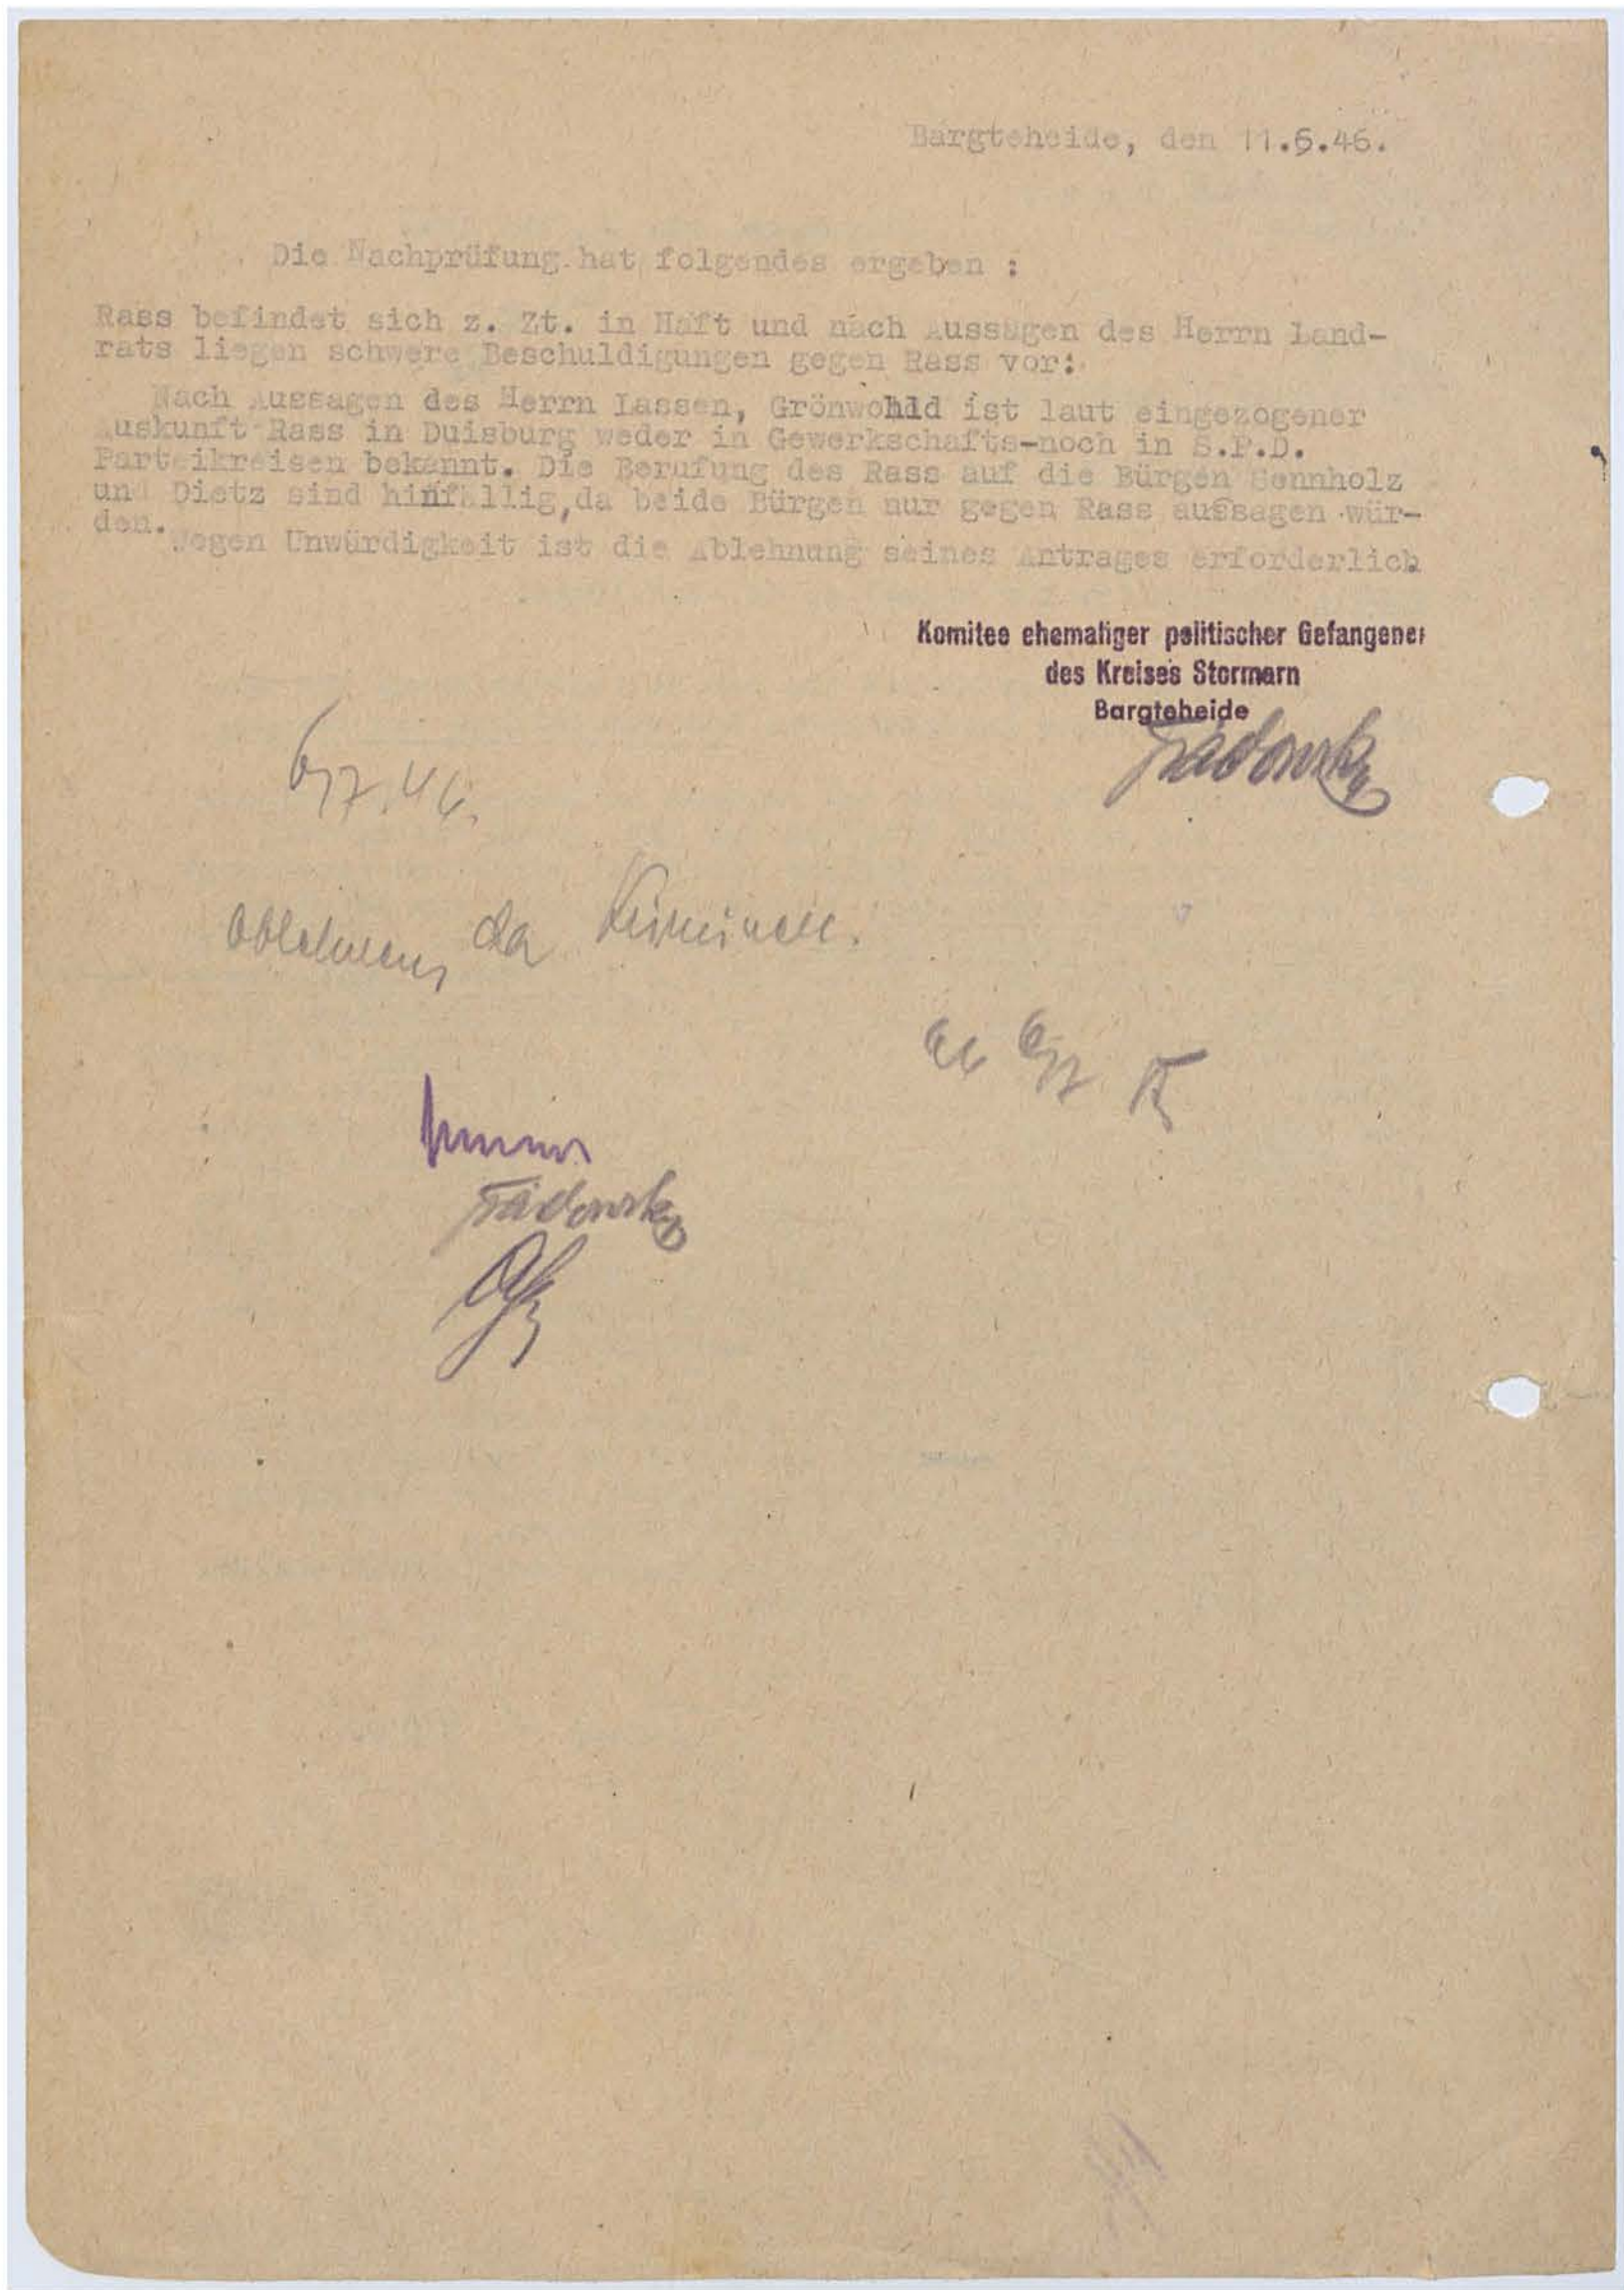 Bargteheide, den 11.6.46.
Die Nachprüfung hat folgendes ergeben :
Rass befindet sich z. Zt. in Haft und nach Aussagen des Herrn Land-
rats liegen schwere Beschuldigungen gegen Rass vor:
Nach Aussagen des Herrn Lassen, Grönwohld ist laut eingezogener
Auskunft Rass in Duisburg weder in Gewerkschafts-noch in S.P.D.
Parteikreisen bekannt. Die Berufung des Rass auf die Bürgen Sennholz
und Dietz sind hinfällig,da beide Bürgen nur gegen Rass aussagen wür-
den.
Wegen Unwürdigkeit ist die Ablehnung seines Antrages erforderlich
Komitee ehemaliger politischer Gefangener
des Kreises Stormarn
Bargteheide
6/7.46.
Ablehnen, da kriminell.